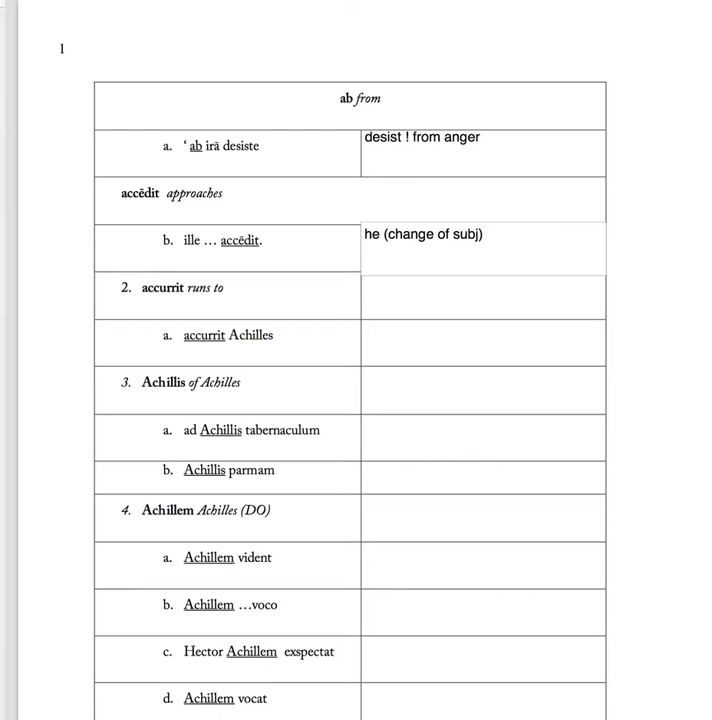 1
ab from
a. ‘ ab irā desiste
desist ! from anger
accēdit approaches
b. ille … accēdit.
he (change of subj)
2. accurrit runs to
a. accurrit Achilles
3. Achillis of Achilles
a. ad Achillis tabernaculum
b. Achillis parmam
4. Achillem Achilles (DO)
a. Achillem vident
b. Achillem …voco
c. Hector Achillem exspectat
d. Achillem vocat